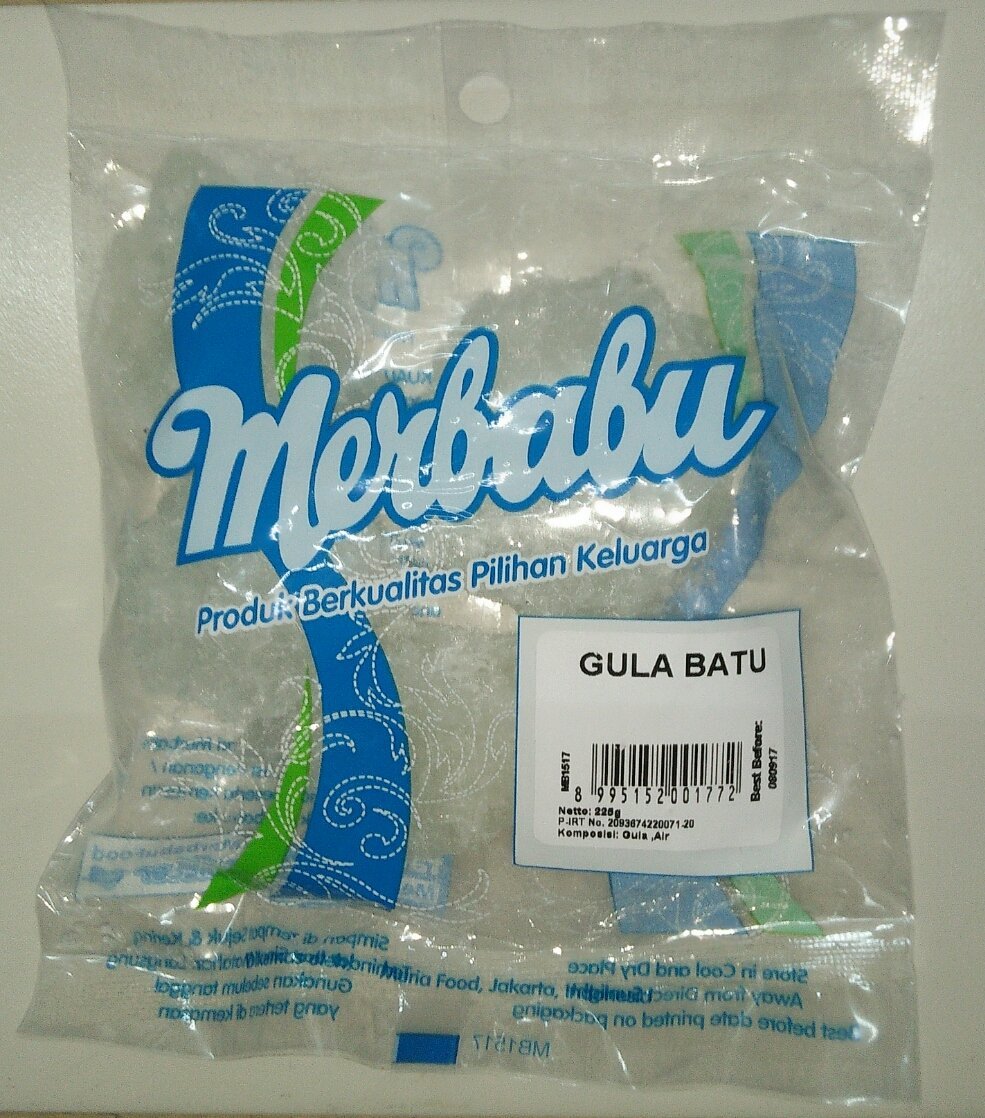 Merbabu
Produk Berkualitas Pilihan Keluarga
GULA BATU
MB1517
8 995152 001772
Best Before:
080917
Netto: 225g
P-IRT No. 2093674220071-20
Komposisi: Gula ,Air
Simpan di Tempat Sejuk & Kering
Gunakan sebelum tanggal
yang tertera di kemasan
Food, Jakarta,
Store in Cool and Dry Place
Away from Direct Sunlight
Best before date printed on packaging
MB1517